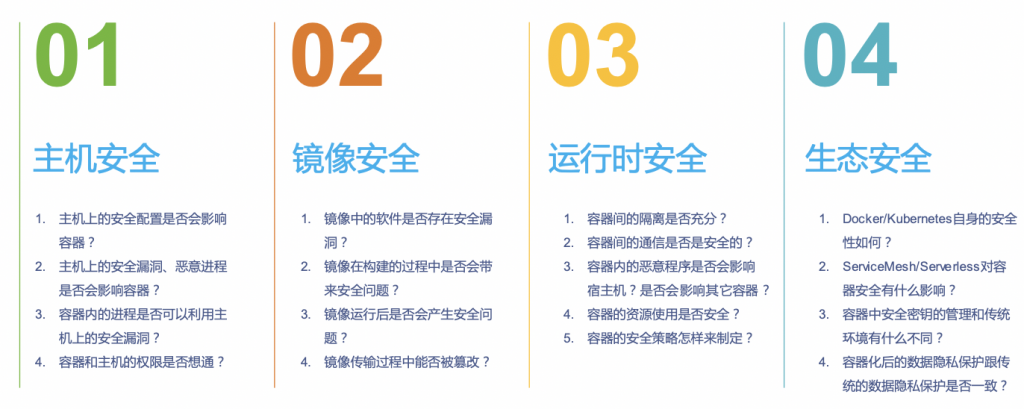 01
主机安全
1. 主机上的安全配置是否会影响
容器？
2. 主机上的安全漏洞、恶意进程
是否会影响容器？
3. 容器内的进程是否可以利用主
机上的安全漏洞？
4. 容器和主机的权限是否想通？
02
镜像安全
1. 镜像中的软件是否存在安全漏
洞？
2. 镜像在构建的过程中是否会带
来安全问题？
3. 镜像运行后是否会产生安全问
题？
4. 镜像传输过程中能否被篡改？
03
运行时安全
1. 容器间的隔离是否充分？
2. 容器间的通信是否是安全的？
3. 容器内的恶意程序是否会影响
宿主机？是否会影响其它容器？
4. 容器的资源使用是否安全？
5. 容器的安全策略怎样来制定？
04
生态安全
1. Docker/Kubernetes自身的安全
性如何？
2. ServiceMesh/Serverless对容
器安全有什么影响？
3. 容器中安全密钥的管理和传统
环境有什么不同？
4. 容器化后的数据隐私保护跟传
统的数据隐私保护是否一致？